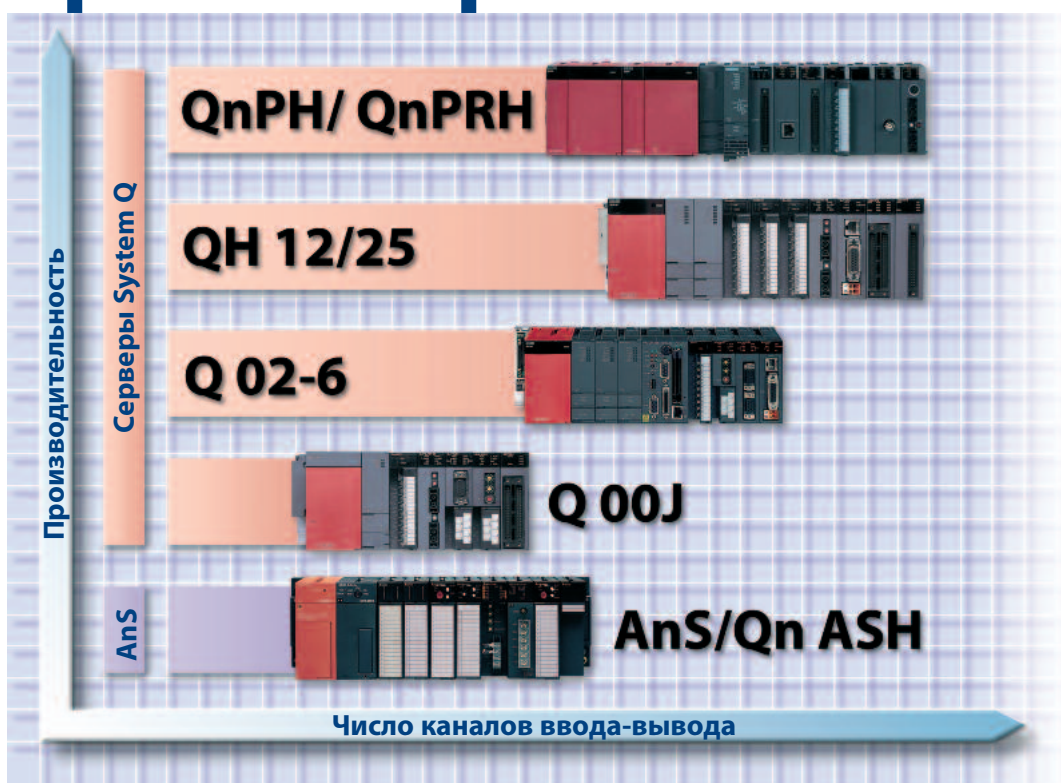 QnPH/ QnPRH
QH 12/25
Q 02-6
Q 00J
AnS/Qn ASH
Производительность
Серверы System Q
AnS
Число каналов ввода-вывода